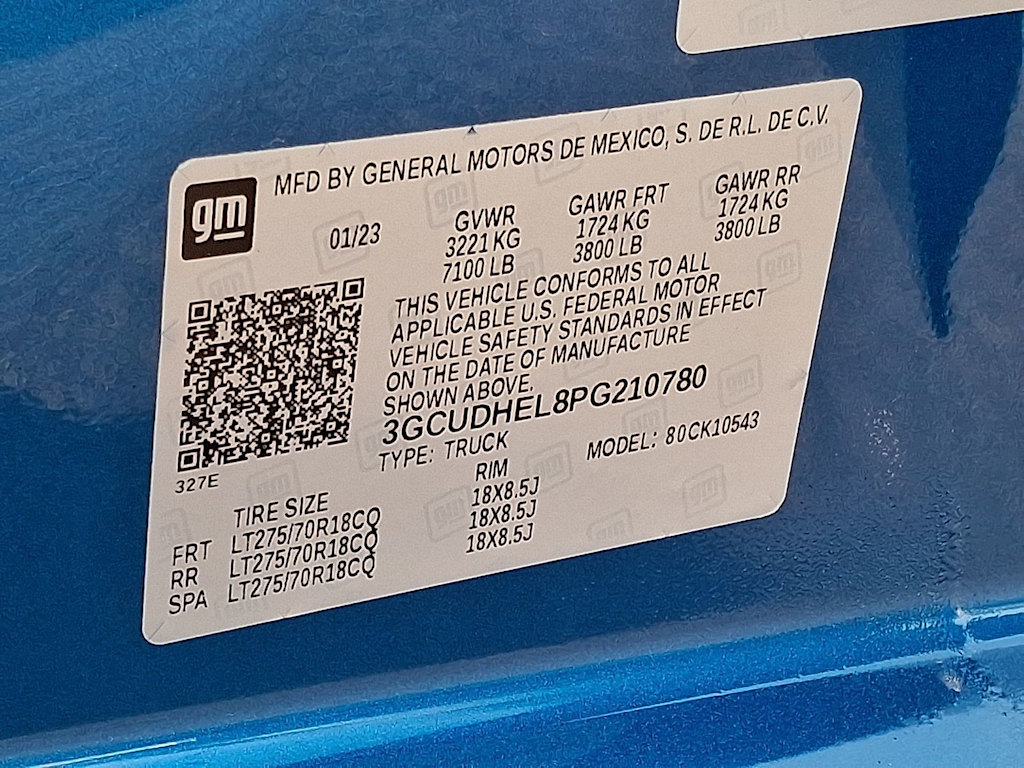 MFD BY GENERAL MOTORS DE MEXICO, S. DE R.L. DE C.V.
gm
01/23 GVWR GAWR FRT GAWR RR
3221 KG 1724 KG 1724 KG
7100 LB 3800 LB 3800 LB
THIS VEHICLE CONFORMS TO ALL
APPLICABLE U.S. FEDERAL MOTOR
VEHICLE SAFETY STANDARDS IN EFFECT
ON THE DATE OF MANUFACTURE
SHOWN ABOVE.
3GCUDHEL8PG210780
TYPE: TRUCK MODEL: 80CK10543
327E
TIRE SIZE RIM
FRT LT275/70R18CQ 18X8.5J
RR LT275/70R18CQ 18X8.5J
SPA LT275/70R18CQ 18X8.5J